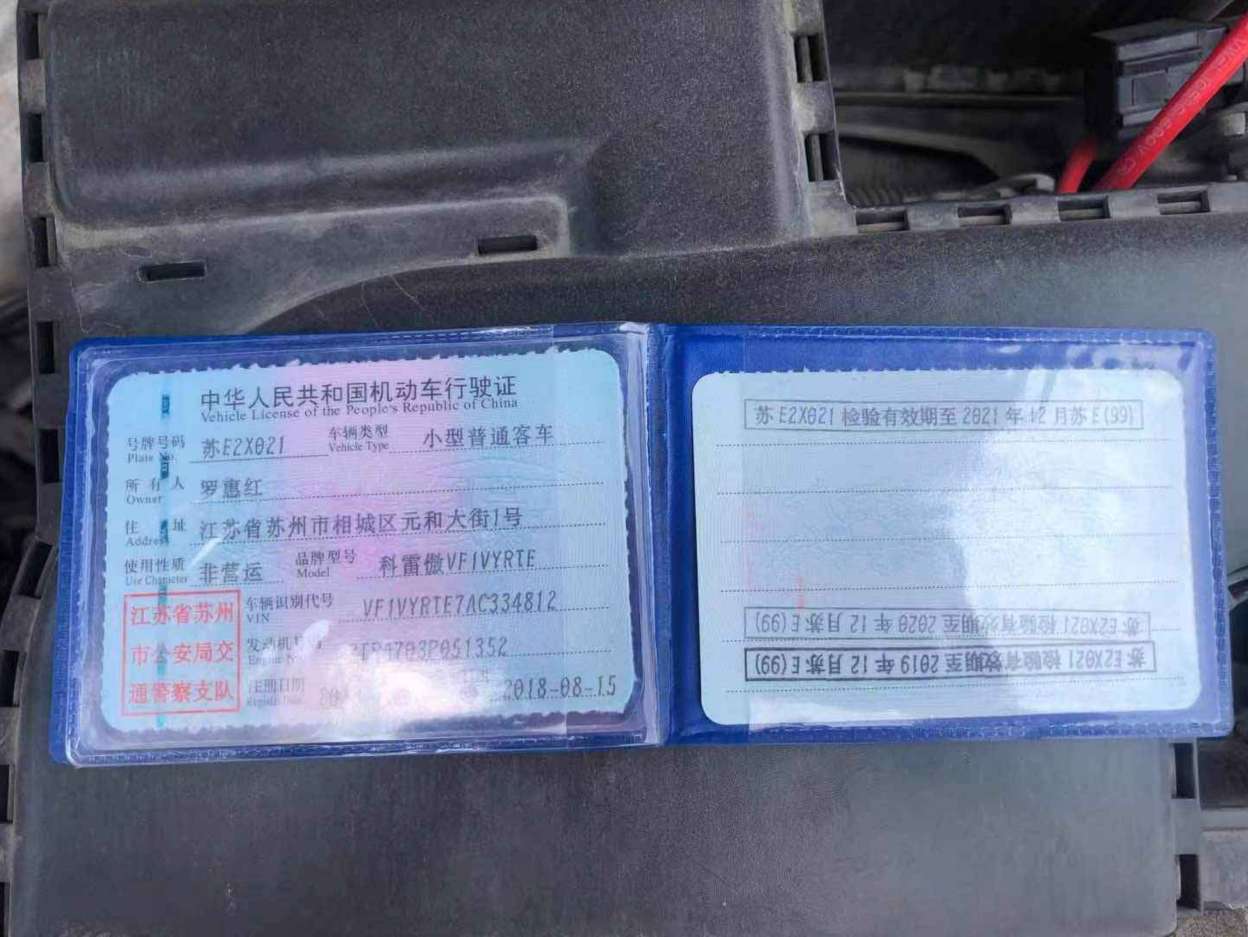 中华人民共和国机动车行驶证
Vehicle License of the People's Republic of China
号牌号码 苏E2X021 车辆类型 小型普通客车
Plate No. Vehicle Type
所有人 罗惠红
Owner
住址 江苏省苏州市相城区元和大街1号
Address
使用性质 非营运 品牌型号 科雷傲VF1VYRTE
Use Character Model
江苏省苏州
市公安局交
通警察支队
车辆识别代号 VF1VYRTE7AC334812
VIN
发动机号码
Engine No.
注册日期 2018-08-15
Register Date
苏E2X021 检验有效期至 2021 年 12 月苏E(99)
苏E2X021 检验有效期至 2020 年 12 月苏E(99)
苏E2X021 检验有效期至 2019 年 12 月苏E(99)